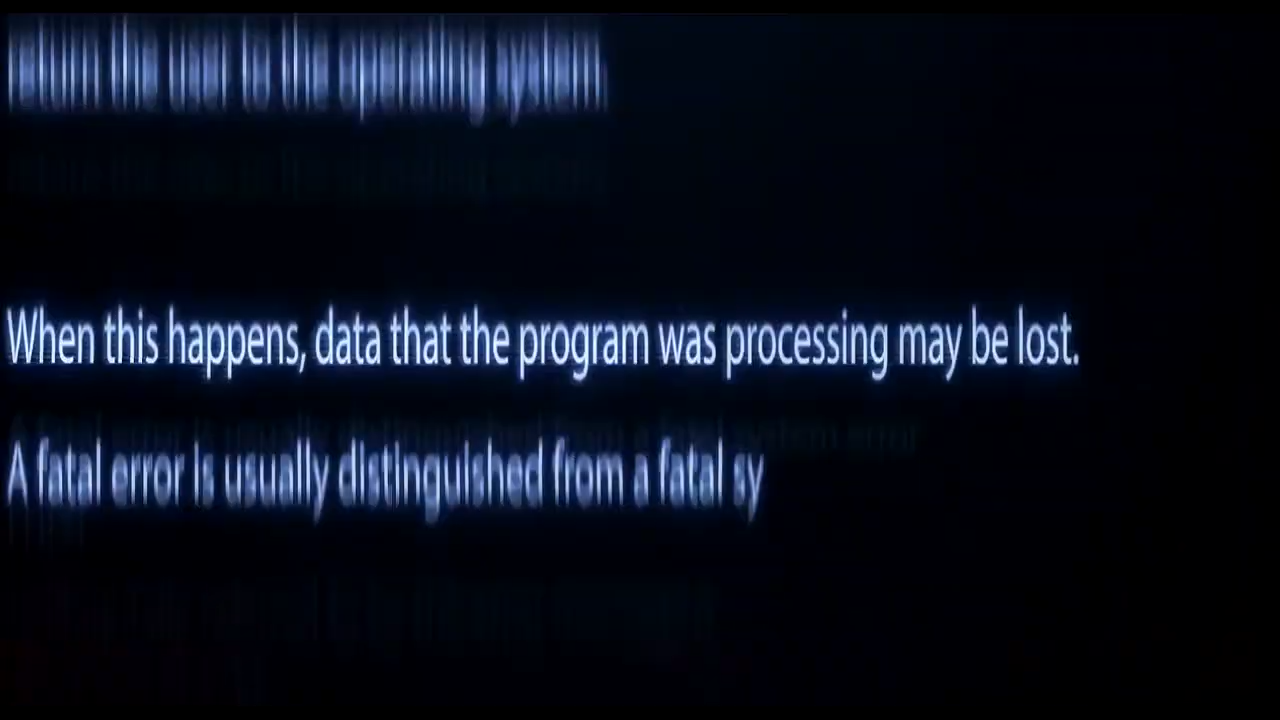 return the user to the operating system
When this happens, data that the program was processing may be lost.
A fatal error is usually distinguished from a fatal sy